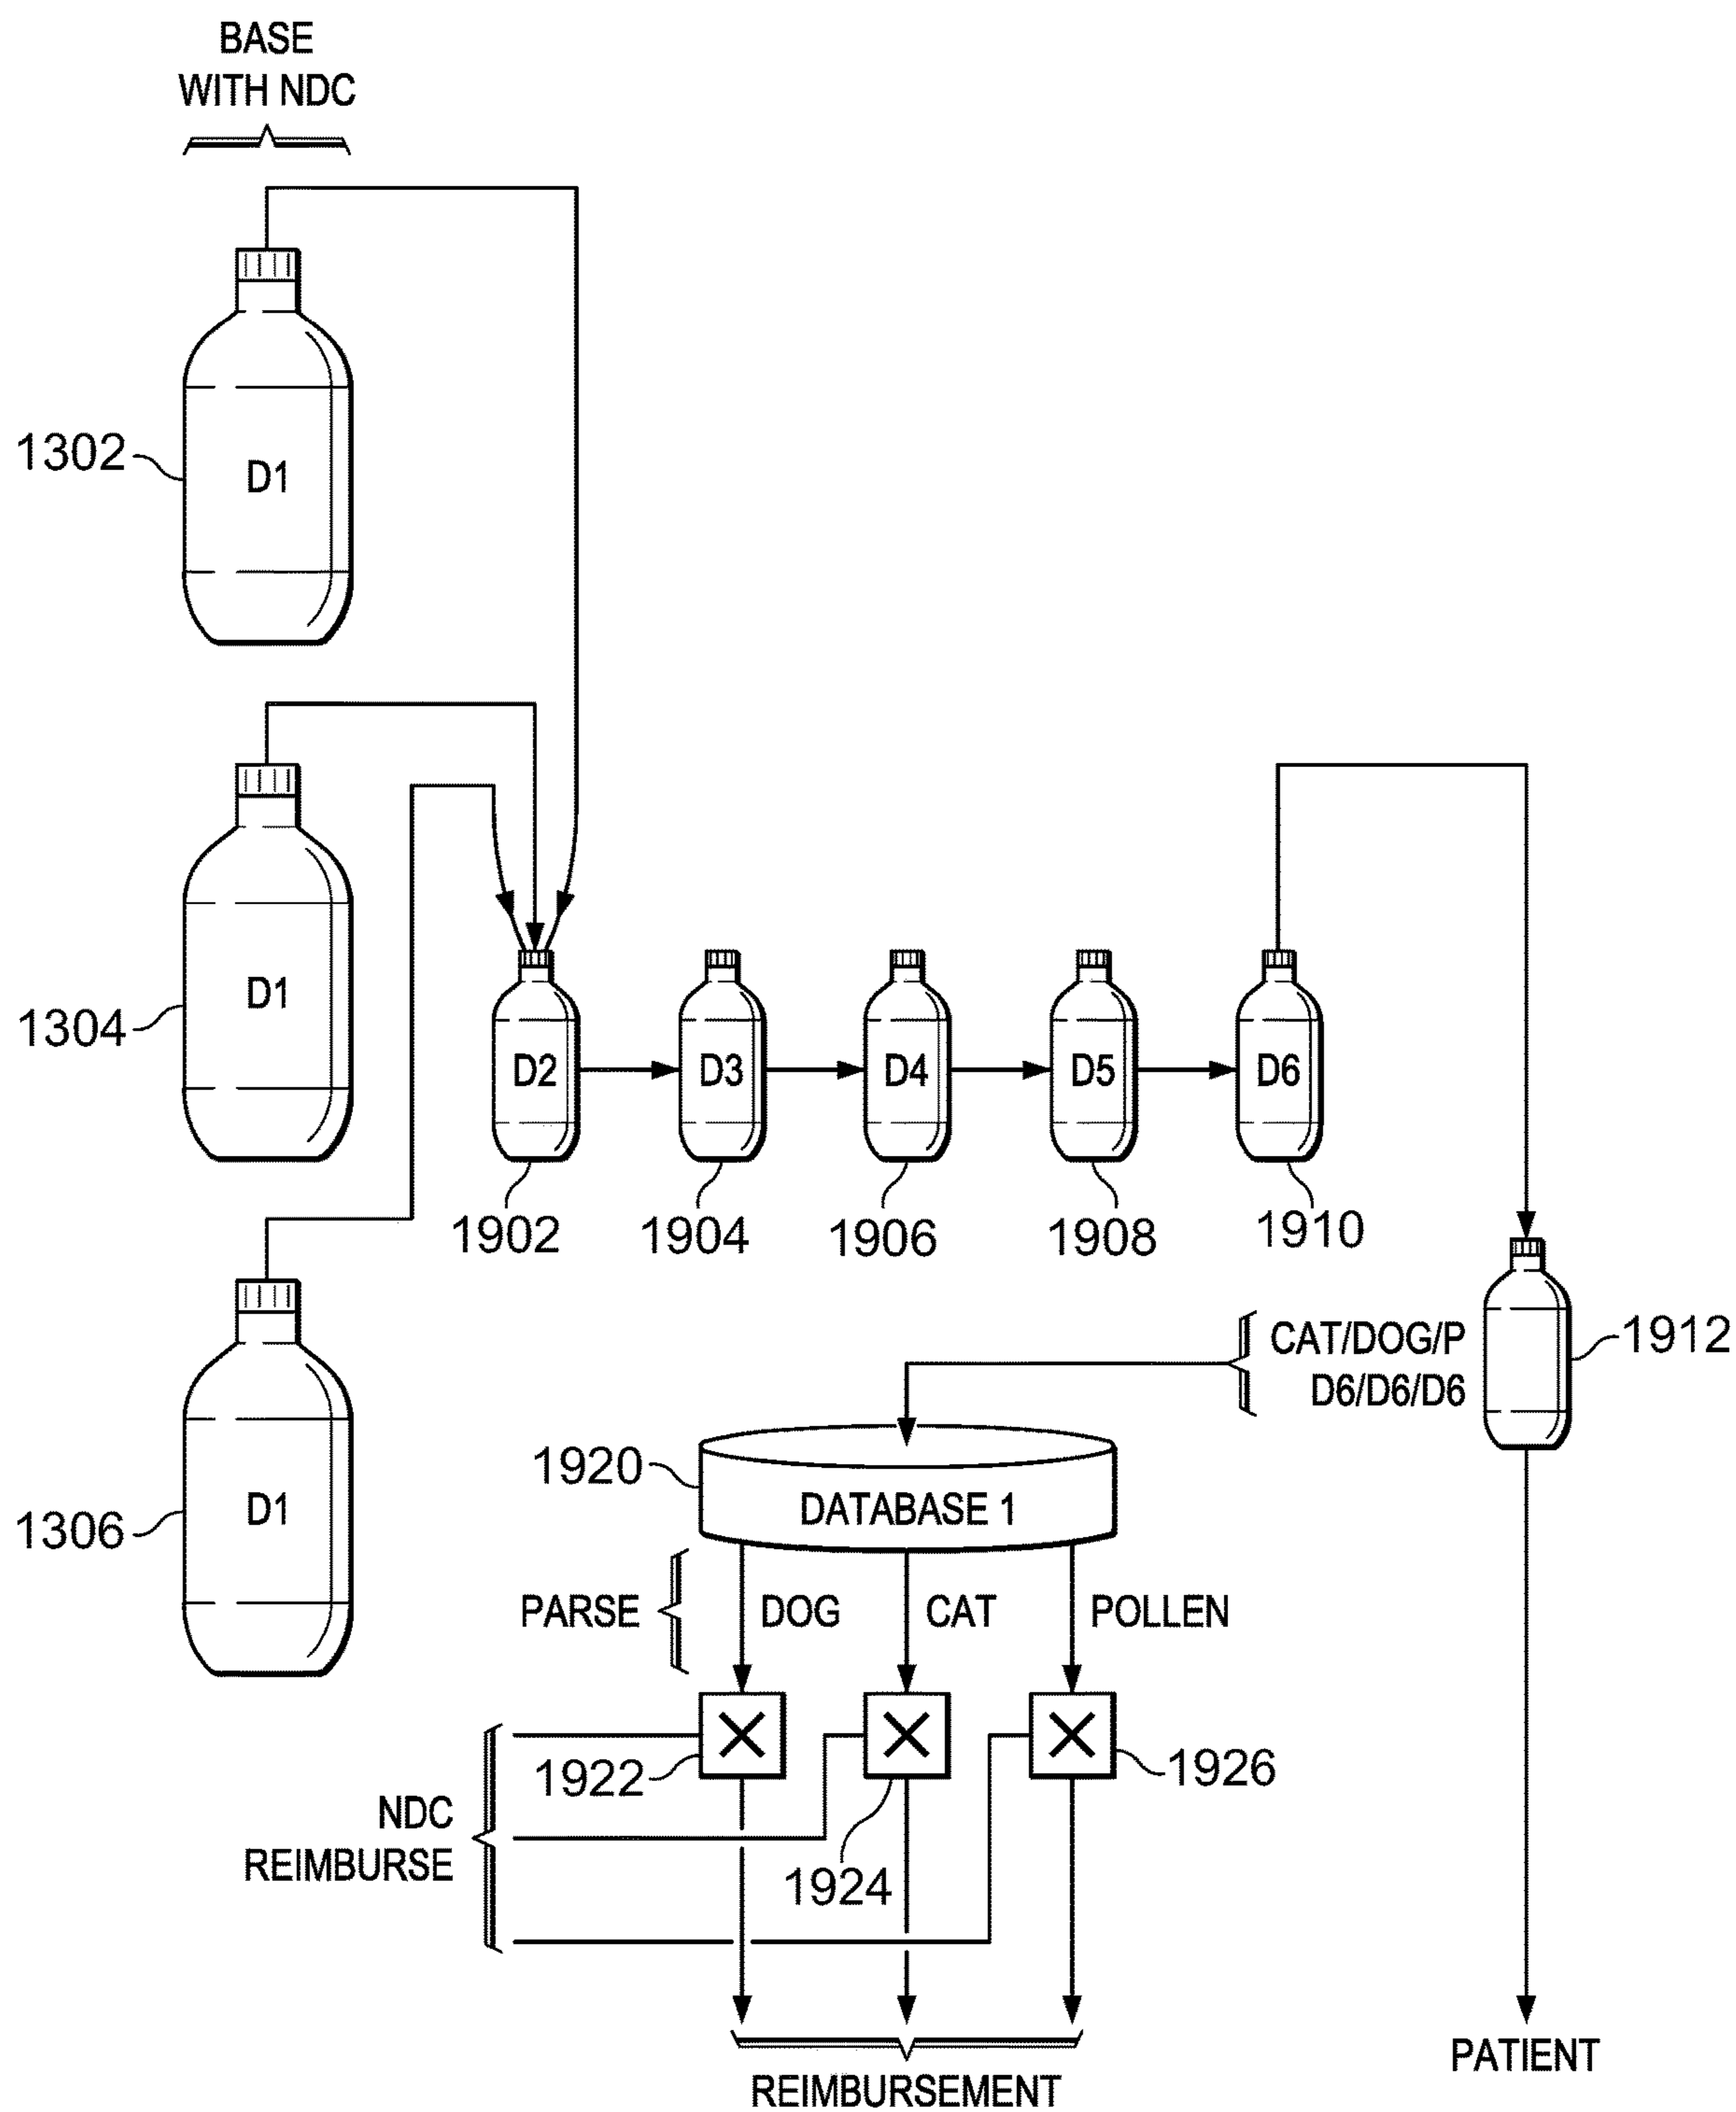 BASE
WITH NDC
1302
D1
1304
D1
D2
D3
D4
D5
D6
1902
1904
1906
1908
1910
1306
D1
CAT/DOG/P
D6/D6/D6
1912
1920
DATABASE 1
PARSE
DOG
CAT
POLLEN
1922
1924
1926
NDC
REIMBURSE
REIMBURSEMENT
PATIENT